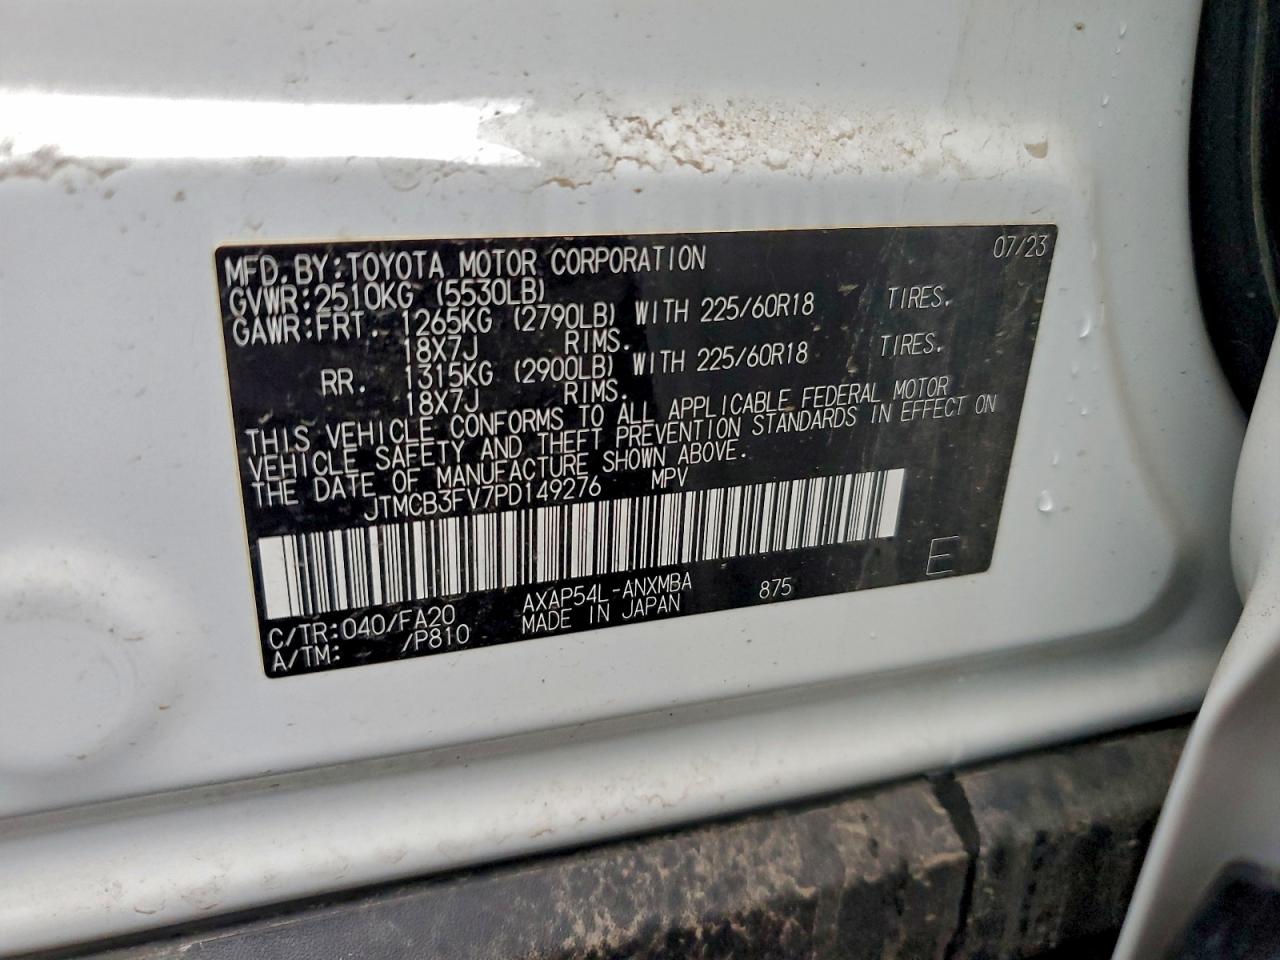 MFD.BY:TOYOTA MOTOR CORPORATION 07/23
GVWR:2510KG (5530LB)
GAWR:FRT. 1265KG (2790LB) WITH 225/60R18 TIRES.
18X7J RIMS.
RR. 1315KG (2900LB) WITH 225/60R18 TIRES.
18X7J RIMS.
THIS VEHICLE CONFORMS TO ALL APPLICABLE FEDERAL MOTOR
VEHICLE SAFETY AND THEFT PREVENTION STANDARDS IN EFFECT ON
THE DATE OF MANUFACTURE SHOWN ABOVE.
JTMCB3FV7PD149276 MPV
C/TR:040/FA20 AXAP54L-ANXMBA 875 E
A/TM: /P810 MADE IN JAPAN